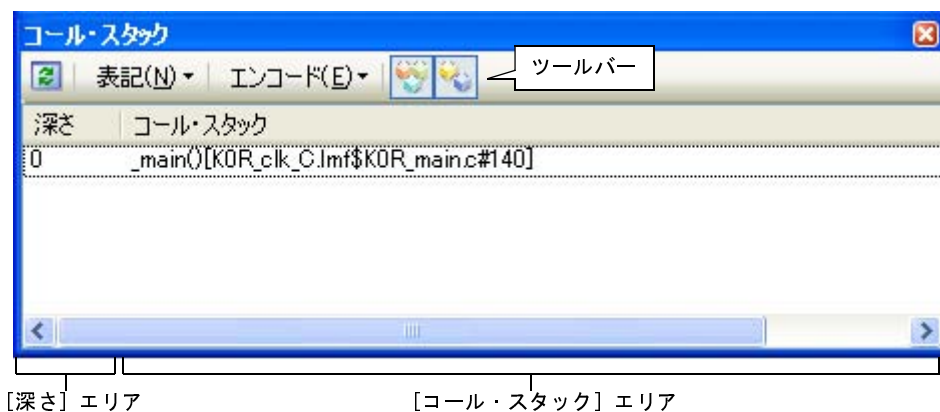 コール・スタック
表記(N)▾ エンコード(E)▾ ツールバー
深さ コール・スタック
0 _main()[K0R_clk_C.lmf$K0R_main.c#140]
[深さ] エリア [コール・スタック] エリア